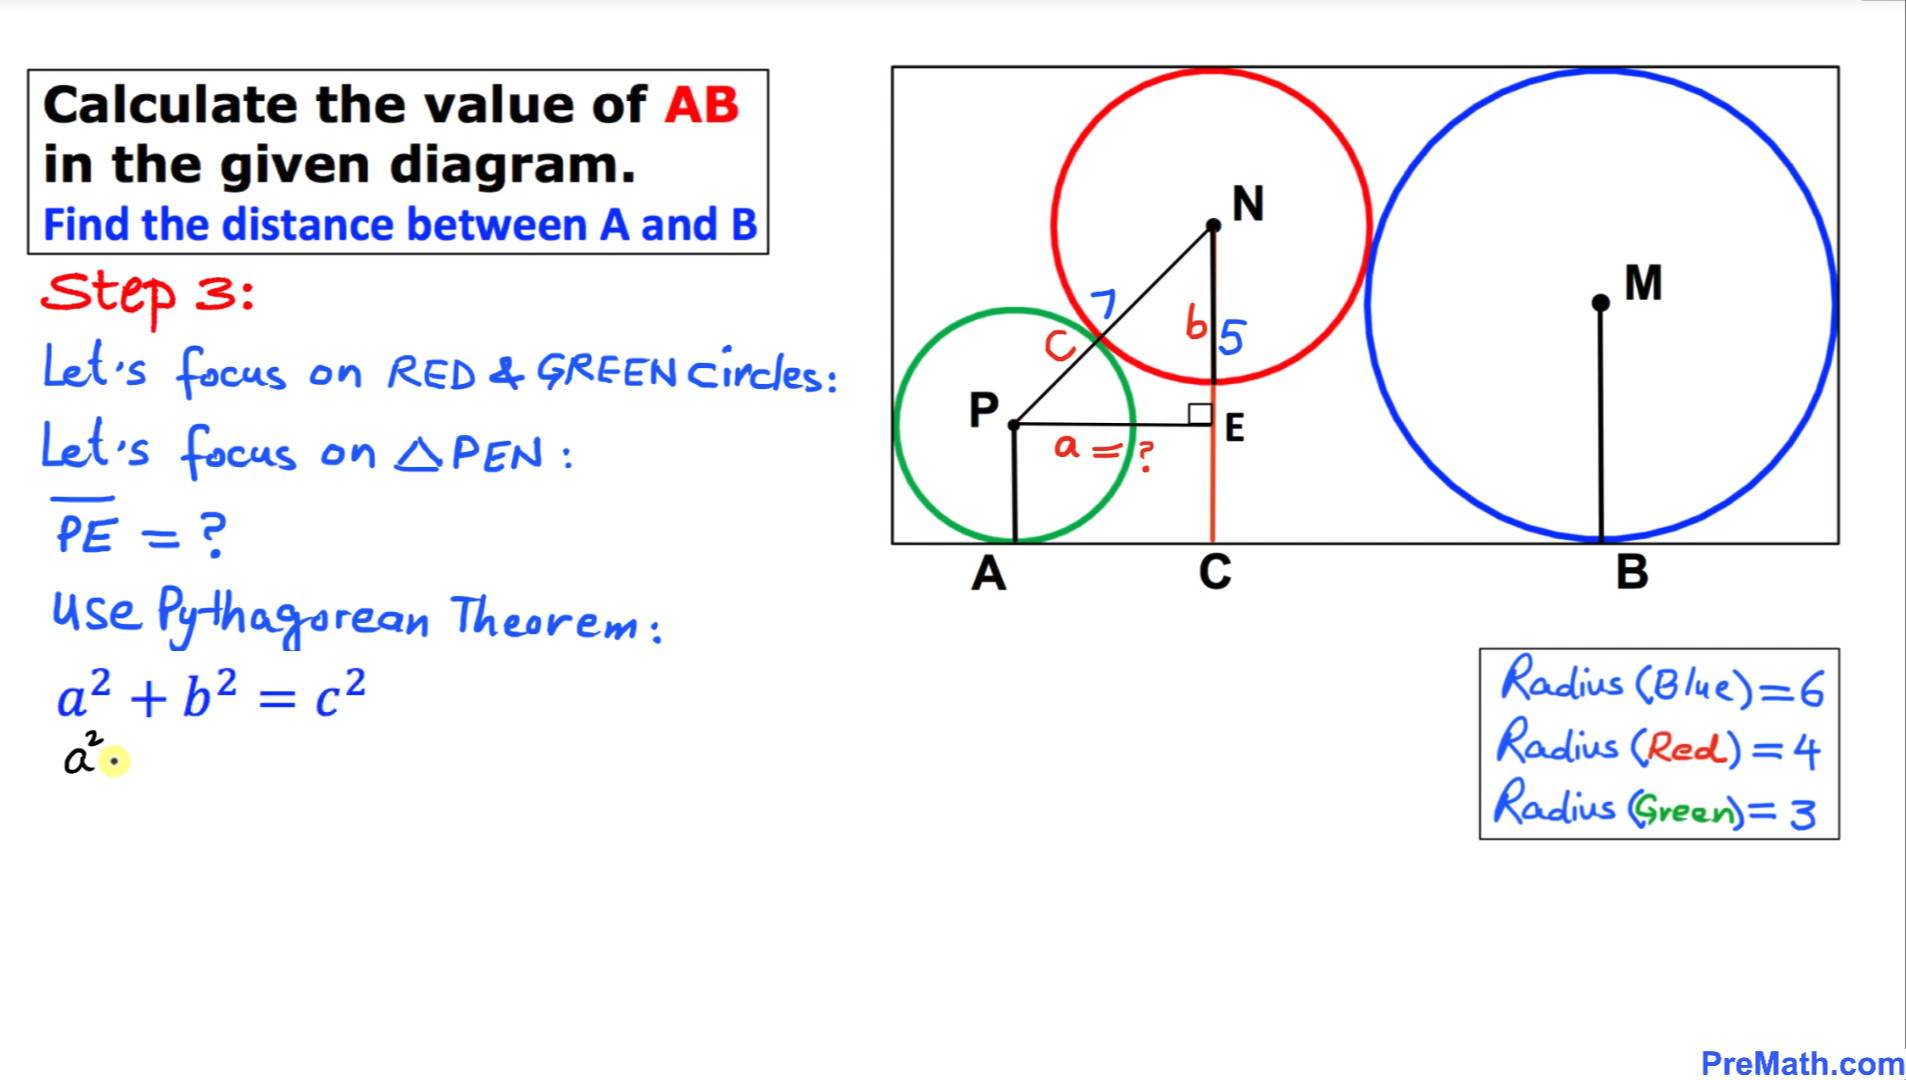 Calculate the value of AB
in the given diagram.
Find the distance between A and B
Step 3:
Let's focus on RED & GREEN circles:
Let's focus on △PEN:
PE = ?
Use Pythagorean Theorem:
a² + b² = c²
a²
N
M
7
b 5
c
P
E
a = ?
A
C
B
Radius (Blue) = 6
Radius (Red) = 4
Radius (Green) = 3
PreMath.com